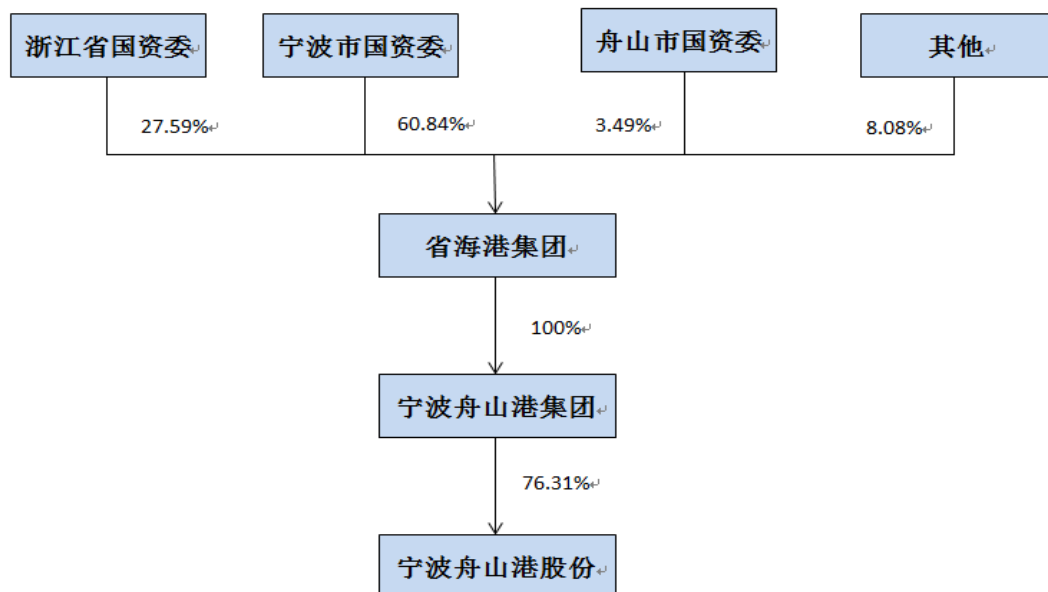 浙江省国资委
宁波市国资委
舟山市国资委
其他
27.59%
60.84%
3.49%
8.08%
省海港集团
100%
宁波舟山港集团
76.31%
宁波舟山港股份